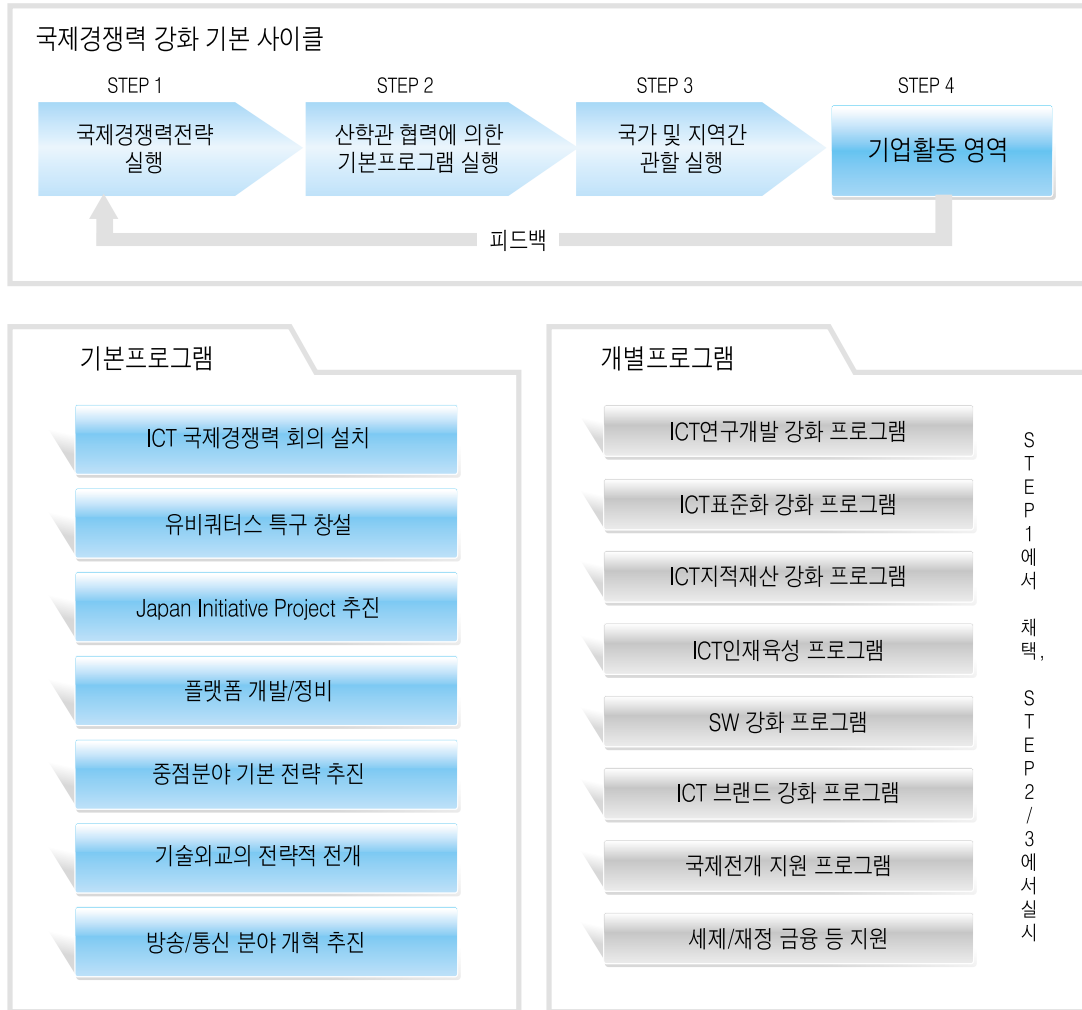 국제경쟁력 강화 기본 사이클
STEP 1
국제경쟁력전략
실행
STEP 2
산학관 협력에 의한
기본프로그램 실행
STEP 3
국가 및 지역간
관할 실행
STEP 4
기업활동 영역
피드백
기본프로그램
ICT 국제경쟁력 회의 설치
유비쿼터스 특구 창설
Japan Initiative Project 추진
플랫폼 개발/정비
중점분야 기본 전략 추진
기술외교의 전략적 전개
방송/통신 분야 개혁 추진
개별프로그램
ICT연구개발 강화 프로그램
ICT표준화 강화 프로그램
ICT지적재산 강화 프로그램
ICT인재육성 프로그램
SW 강화 프로그램
ICT 브랜드 강화 프로그램
국제전개 지원 프로그램
세제/재정 금융 등 지원
STEP1에서 채택, STEP2/3에서실시